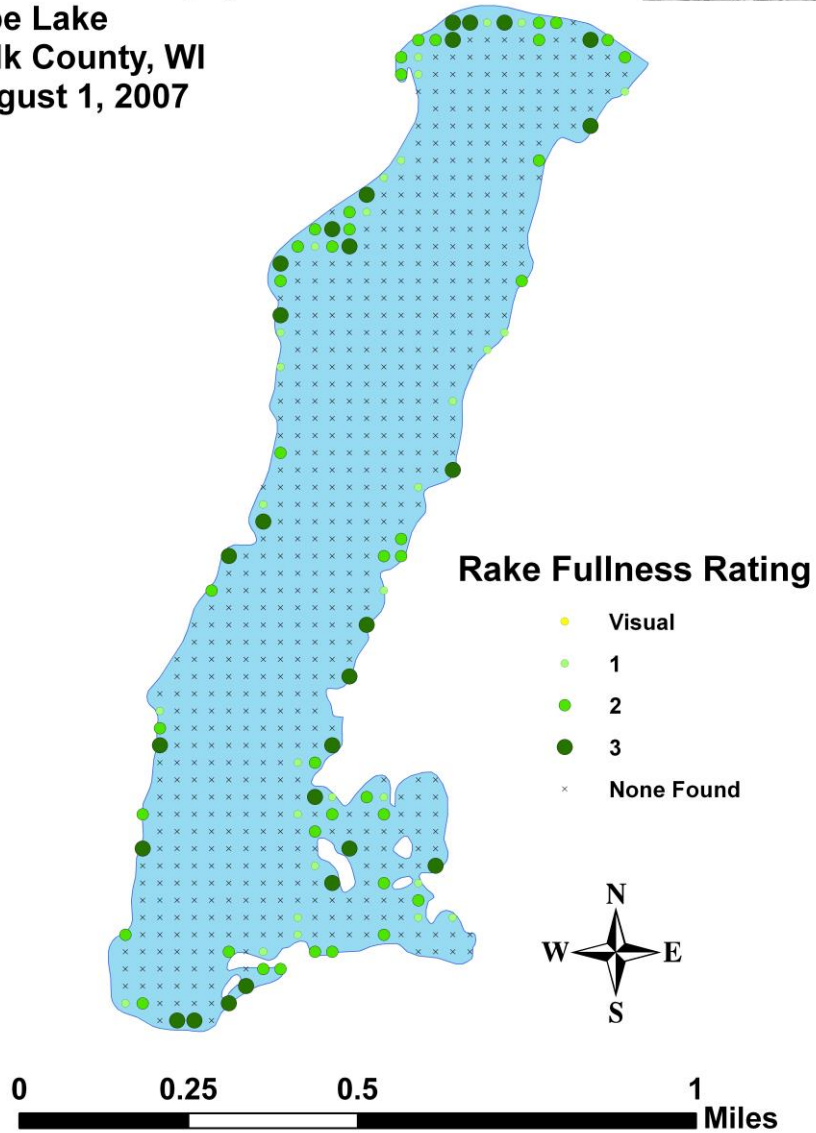 Lake
County, WI
1, 2007
Rake Fullness Rating
Visual
1
2
3
None Found
N
W E
S
0 0.25 0.5 1
Miles